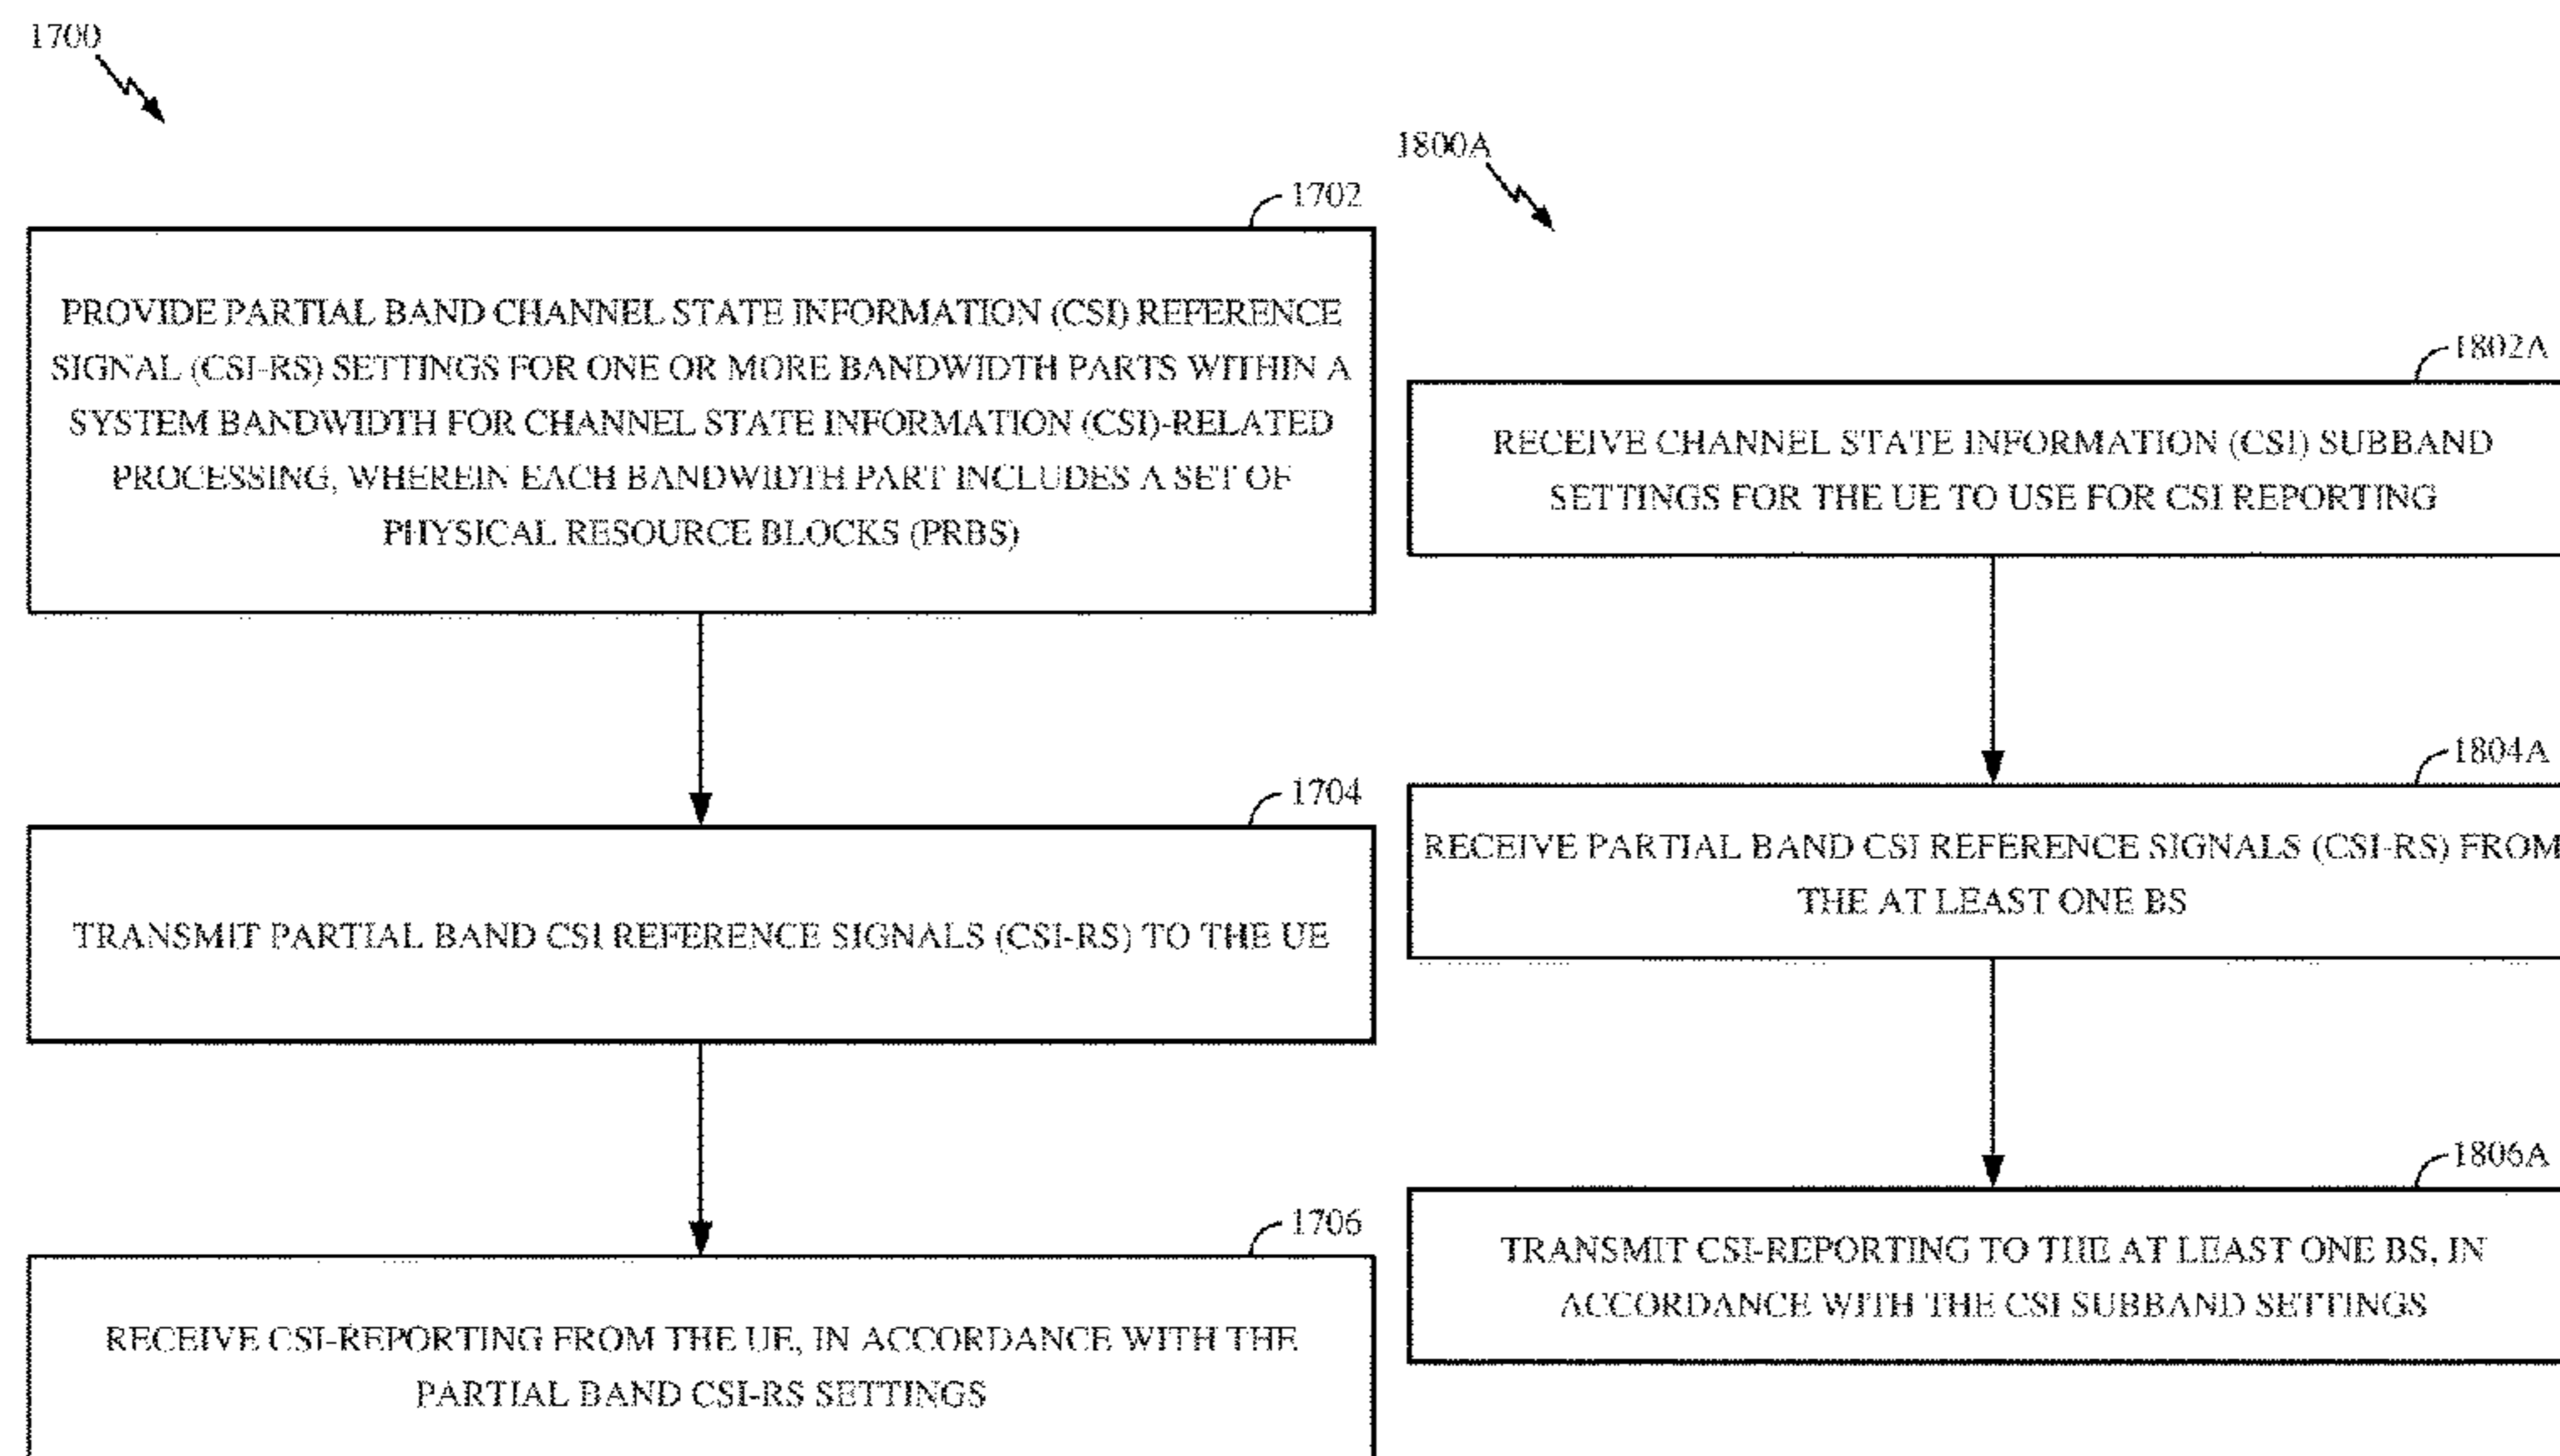 1700
1702
PROVIDE PARTIAL BAND CHANNEL STATE INFORMATION (CSI) REFERENCE
SIGNAL (CSI-RS) SETTINGS FOR ONE OR MORE BANDWIDTH PARTS WITHIN A
SYSTEM BANDWIDTH FOR CHANNEL STATE INFORMATION (CSI)-RELATED
PROCESSING, WHEREIN EACH BANDWIDTH PART INCLUDES A SET OF
PHYSICAL RESOURCE BLOCKS (PRBS)
1704
TRANSMIT PARTIAL BAND CSI REFERENCE SIGNALS (CSI-RS) TO THE UE
1706
RECEIVE CSI-REPORTING FROM THE UE, IN ACCORDANCE WITH THE
PARTIAL BAND CSI-RS SETTINGS
1800A
1802A
RECEIVE CHANNEL STATE INFORMATION (CSI) SUBBAND
SETTINGS FOR THE UE TO USE FOR CSI REPORTING
1804A
RECEIVE PARTIAL BAND CSI REFERENCE SIGNALS (CSI-RS) FROM
THE AT LEAST ONE BS
1806A
TRANSMIT CSI-REPORTING TO THE AT LEAST ONE BS, IN
ACCORDANCE WITH THE CSI SUBBAND SETTINGS